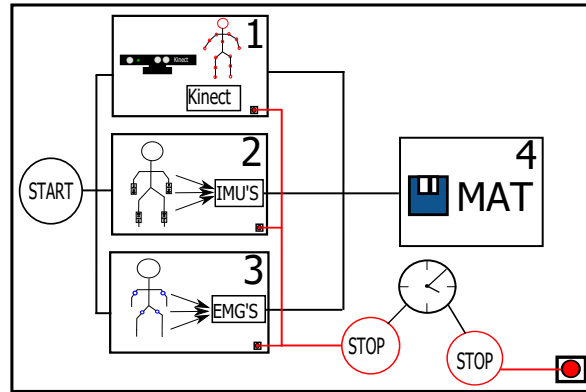 1
Kinect
Kinect
START
2
IMU'S
3
EMG'S
4
MAT
STOP
STOP